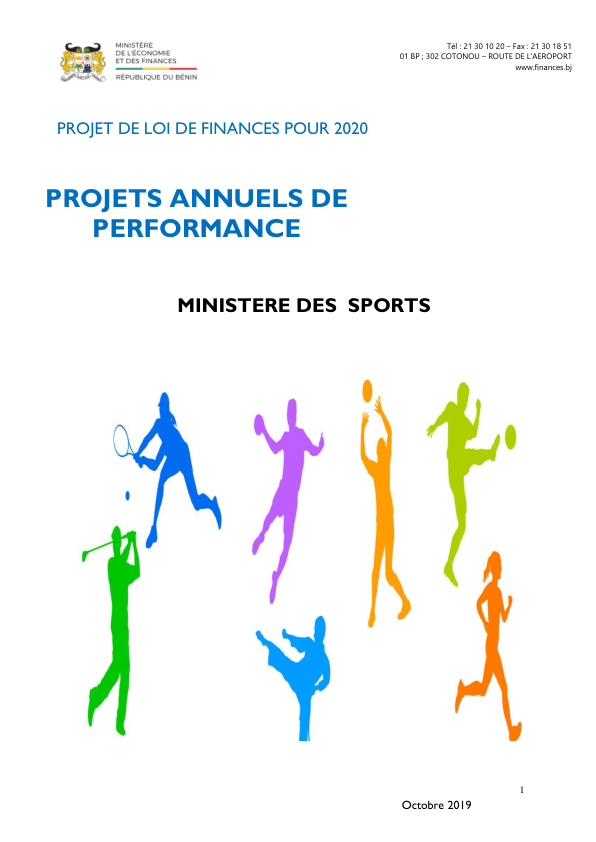 MINISTÈRE
DE L'ÉCONOMIE
ET DES FINANCES
RÉPUBLIQUE DU BÉNIN
Tél : 21 30 10 20 – Fax : 21 30 18 51
01 BP ; 302 COTONOU – ROUTE DE L'AEROPORT
www.finances.bj
PROJET DE LOI DE FINANCES POUR 2020
PROJETS ANNUELS DE
PERFORMANCE
MINISTERE DES SPORTS
1
Octobre 2019